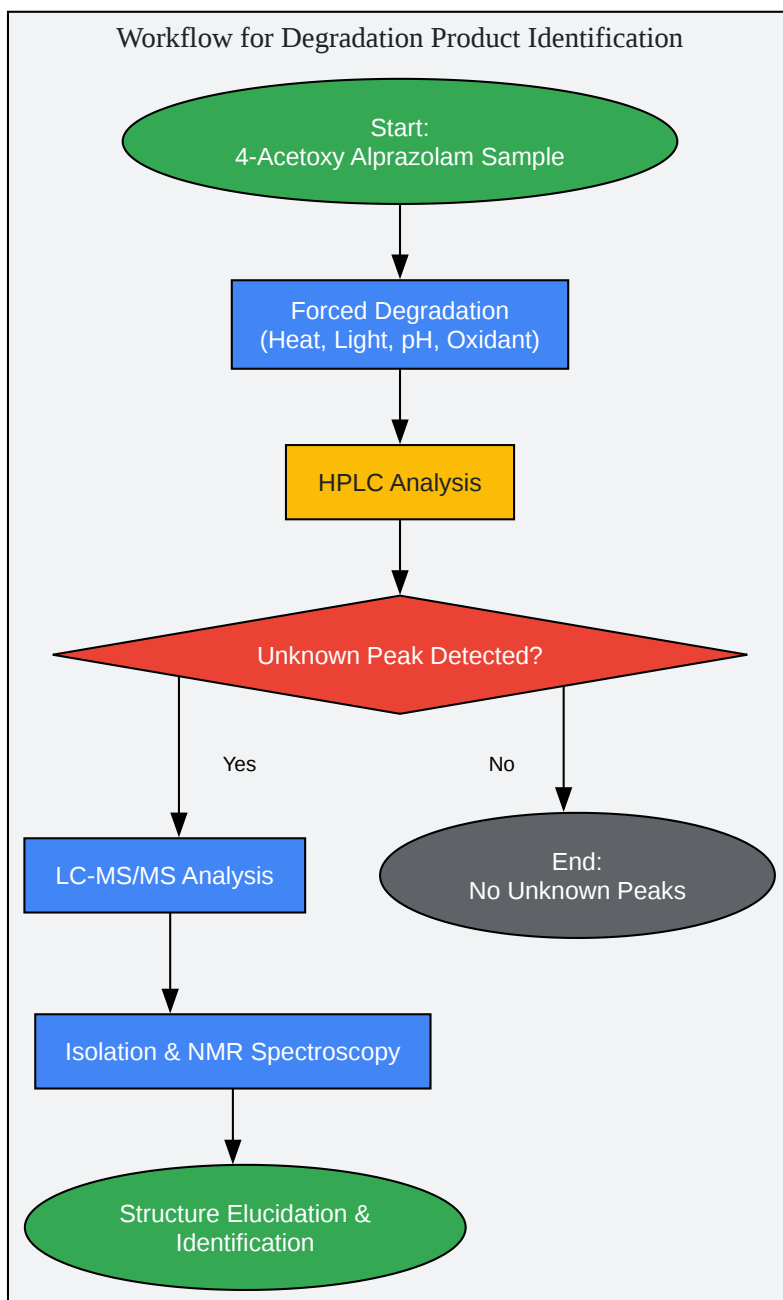 Workflow for Degradation Product Identification
Start:
4-Acetoxy Alprazolam Sample
Forced Degradation
(Heat, Light, pH, Oxidant)
HPLC Analysis
Unknown Peak Detected?
Yes
No
LC-MS/MS Analysis
End:
No Unknown Peaks
Isolation & NMR Spectroscopy
Structure Elucidation &
Identification